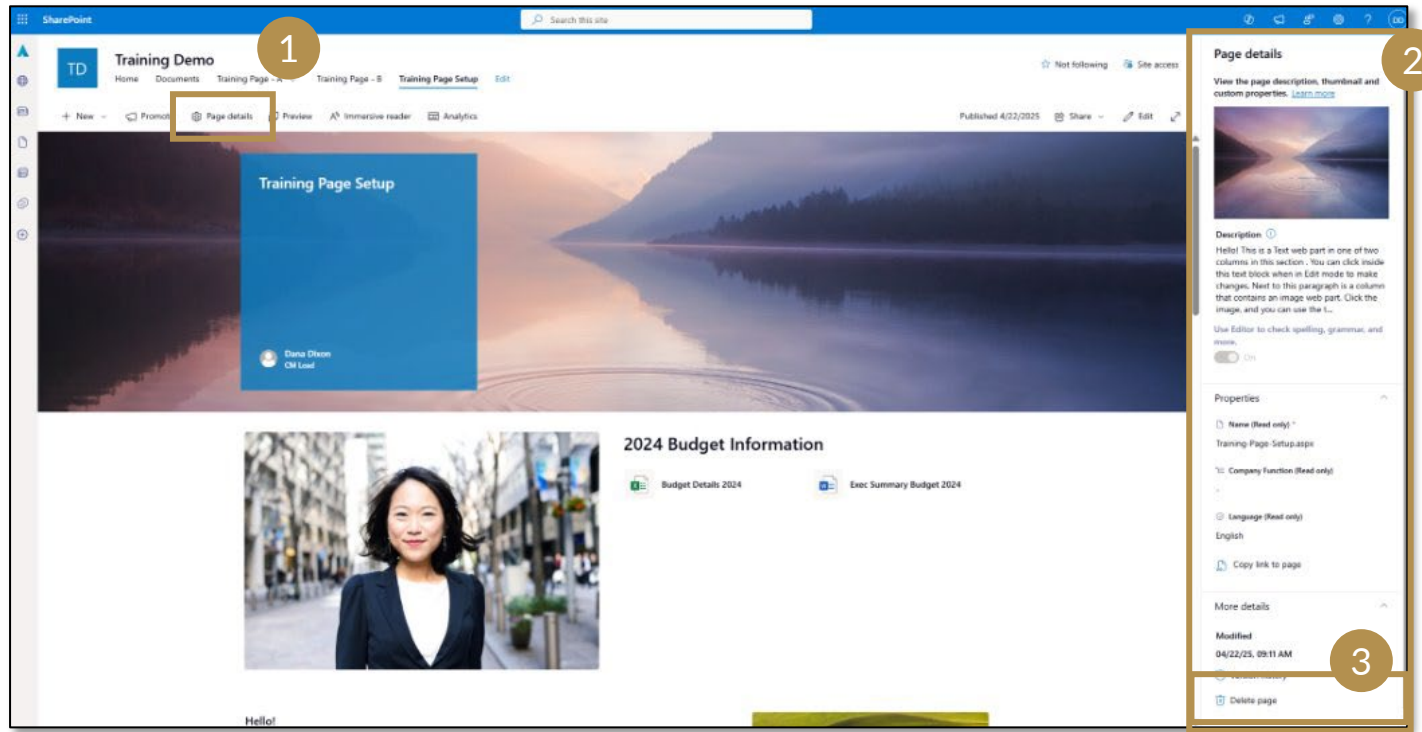 SharePoint
Search this site
DD
1
2
TD
Training Demo
Home Documents Training Page - A Training Page - B Training Page Setup Edit
Not following Site access
+ New Promot Page details Preview Immersive reader Analytics
Published 4/22/2025 Share Edit
Training Page Setup
Dana Dixon
CM Lead
2024 Budget Information
Budget Details 2024 Exec Summary Budget 2024
Hello!
Page details
View the page description, thumbnail and
custom properties. Learn more
Description
Hello! This is a Text web part in one of two
columns in this section . You can click inside
this text block when in Edit mode to make
changes. Next to this paragraph is a column
that contains an image web part. Click the
image, and you can use the t...
Use Editor to check spelling, grammar, and
more.
On
Properties
Name (Read only) *
Training-Page-Setup.aspx
Company Function (Read only)
-
Language (Read only)
English
Copy link to page
More details
Modified
04/22/25, 09:11 AM
3
Version history
Delete page